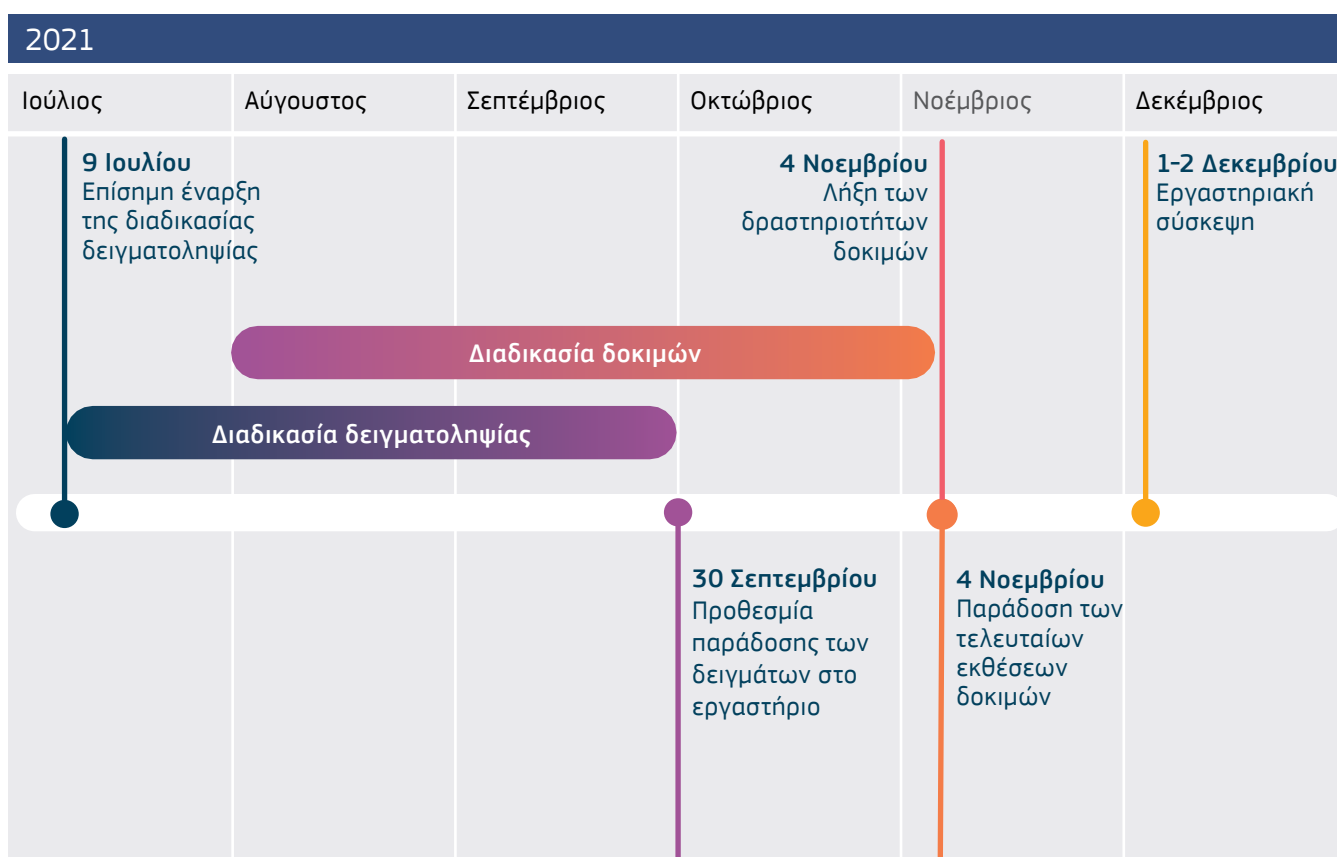 2021
Ιούλιος
Αύγουστος
Σεπτέμβριος
Οκτώβριος
Νοέμβριος
Δεκέμβριος
9 Ιουλίου
Επίσημη έναρξη
της διαδικασίας
δειγματοληψίας
4 Νοεμβρίου
Λήξη των
δραστηριοτήτων
δοκιμών
1-2 Δεκεμβρίου
Εργαστηριακή
σύσκεψη
Διαδικασία δοκιμών
Διαδικασία δειγματοληψίας
30 Σεπτεμβρίου
Προθεσμία
παράδοσης των
δειγμάτων στο
εργαστήριο
4 Νοεμβρίου
Παράδοση των
τελευταίων
εκθέσεων
δοκιμών